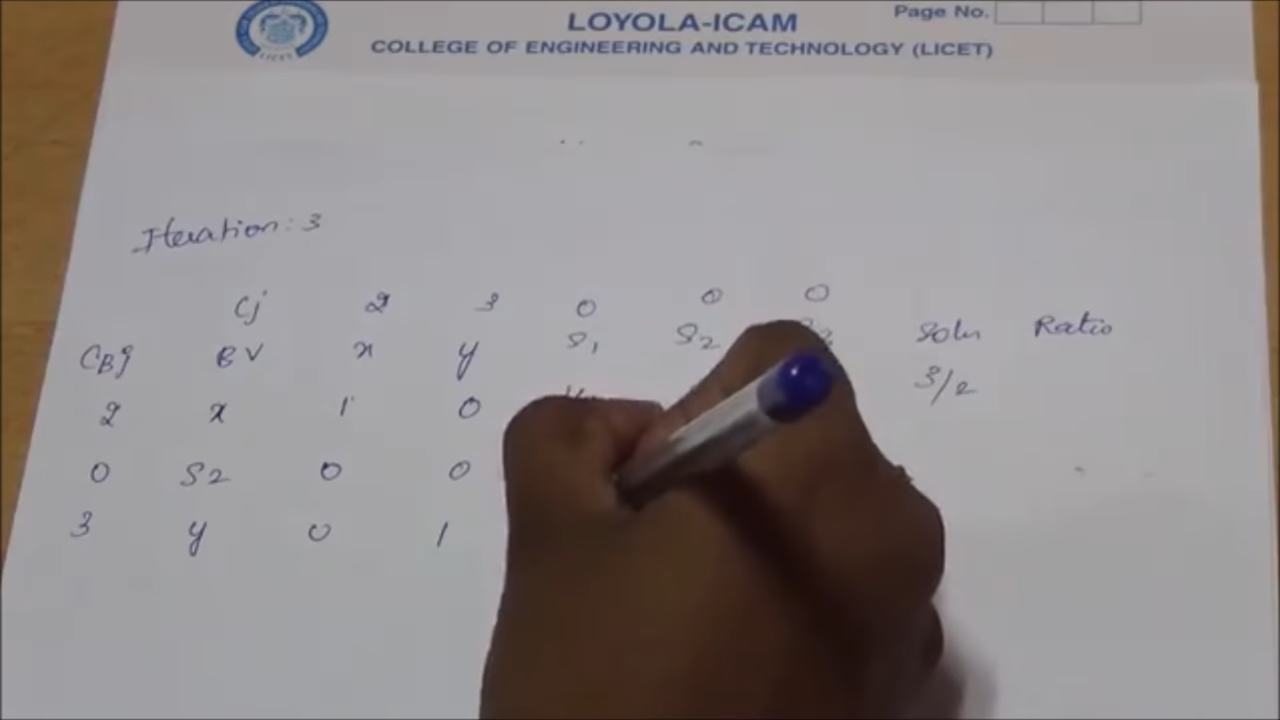 LOYOLA-ICAM
COLLEGE OF ENGINEERING AND TECHNOLOGY (LICET)
Page No.
LICET
Iteration: 3
Cj 2 3 0 0 0
CBj BV x y S1 S2 Soln Ratio
2 x 1 0 3/2
0 S2 0 0
3 y 0 1